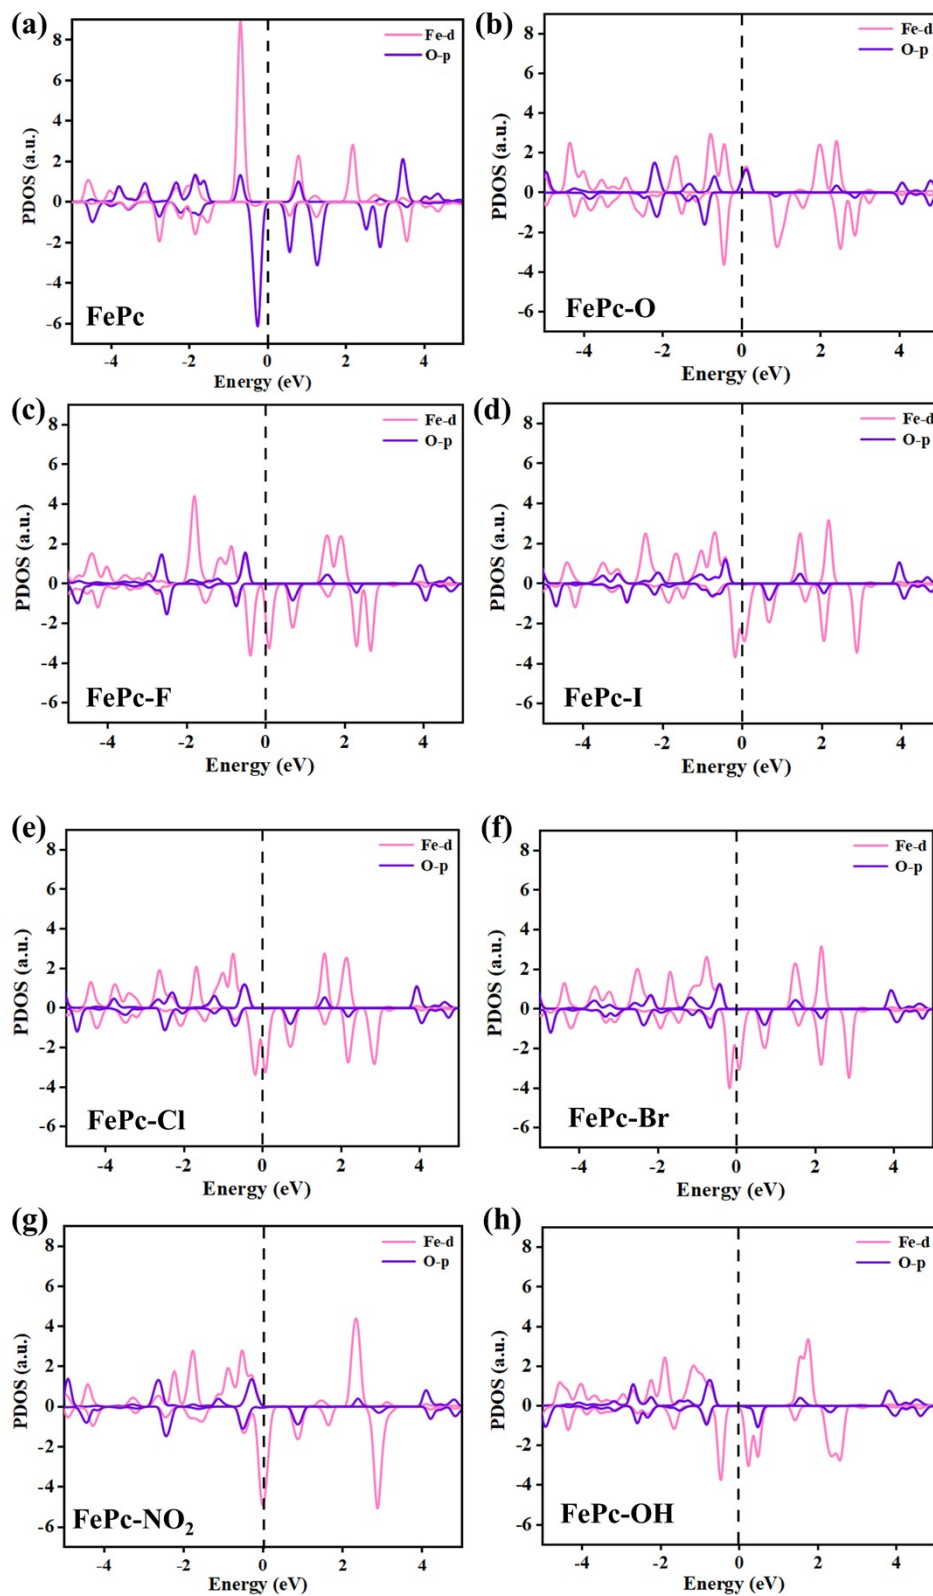 (a)
Fe-d
O-p
8
6
4
2
0
-2
-4
-6
PDOS (a.u.)
FePc
-4 -2 0 2 4
Energy (eV)
(b)
Fe-d
O-p
8
6
4
2
0
-2
-4
-6
PDOS (a.u.)
FePc-O
-4 -2 0 2 4
Energy (eV)
(c)
Fe-d
O-p
8
6
4
2
0
-2
-4
-6
PDOS (a.u.)
FePc-F
-4 -2 0 2 4
Energy (eV)
(d)
Fe-d
O-p
8
6
4
2
0
-2
-4
-6
PDOS (a.u.)
FePc-I
-4 -2 0 2 4
Energy (eV)
(e)
Fe-d
O-p
8
6
4
2
0
-2
-4
-6
PDOS (a.u.)
FePc-Cl
-4 -2 0 2 4
Energy (eV)
(f)
Fe-d
O-p
8
6
4
2
0
-2
-4
-6
PDOS (a.u.)
FePc-Br
-4 -2 0 2 4
Energy (eV)
(g)
Fe-d
O-p
8
6
4
2
0
-2
-4
-6
PDOS (a.u.)
FePc-NO₂
-4 -2 0 2 4
Energy (eV)
(h)
Fe-d
O-p
8
6
4
2
0
-2
-4
-6
PDOS (a.u.)
FePc-OH
-4 -2 0 2 4
Energy (eV)